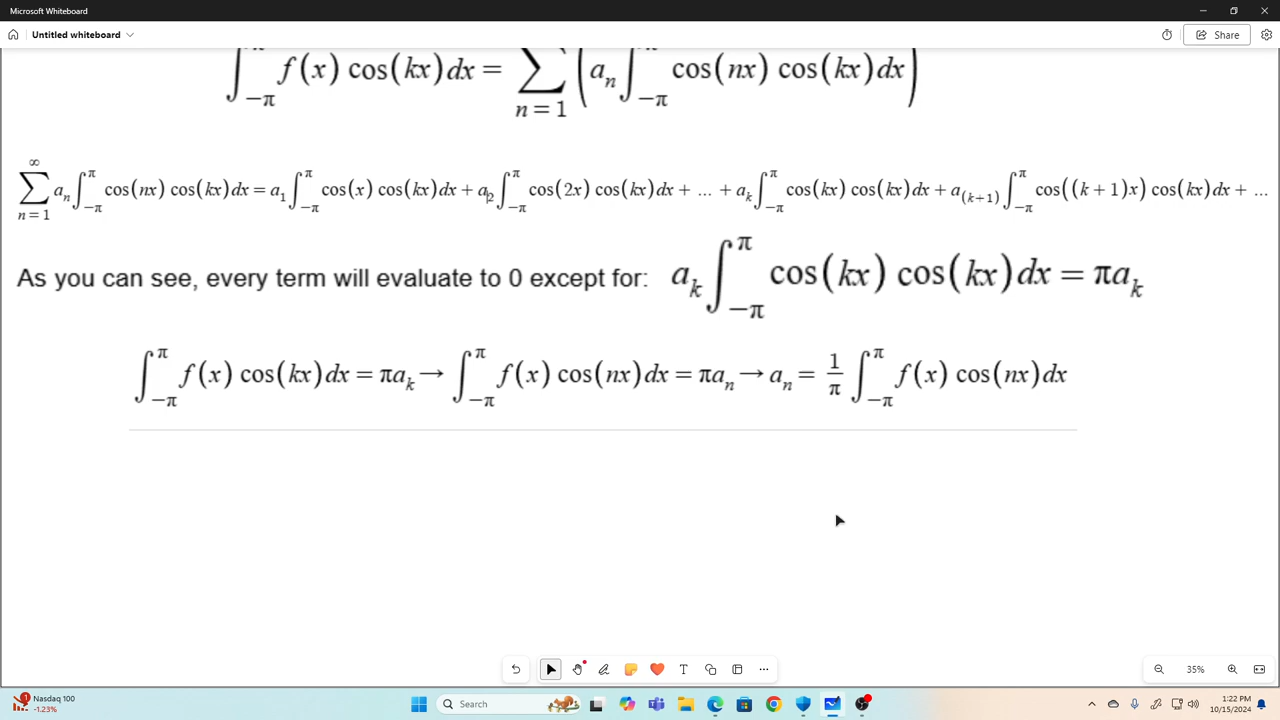 Microsoft Whiteboard
Untitled whiteboard
Share
∫_{-π}^{π} f(x) cos(kx)dx = ∑_{n=1} (a_n ∫_{-π}^{π} cos(nx) cos(kx)dx)
∑_{n=1}^{∞} a_n ∫_{-π}^{π} cos(nx) cos(kx)dx = a_1 ∫_{-π}^{π} cos(x) cos(kx)dx + a_2 ∫_{-π}^{π} cos(2x) cos(kx)dx + ... + a_k ∫_{-π}^{π} cos(kx) cos(kx)dx + a_{(k+1)} ∫_{-π}^{π} cos((k+1)x) cos(kx)dx + ...
As you can see, every term will evaluate to 0 except for: a_k ∫_{-π}^{π} cos(kx) cos(kx)dx = πa_k
∫_{-π}^{π} f(x) cos(kx)dx = πa_k → ∫_{-π}^{π} f(x) cos(nx)dx = πa_n → a_n = 1/π ∫_{-π}^{π} f(x) cos(nx)dx
T
35%
1
Nasdaq 100
-1.23%
Search
1:22 PM
10/15/2024